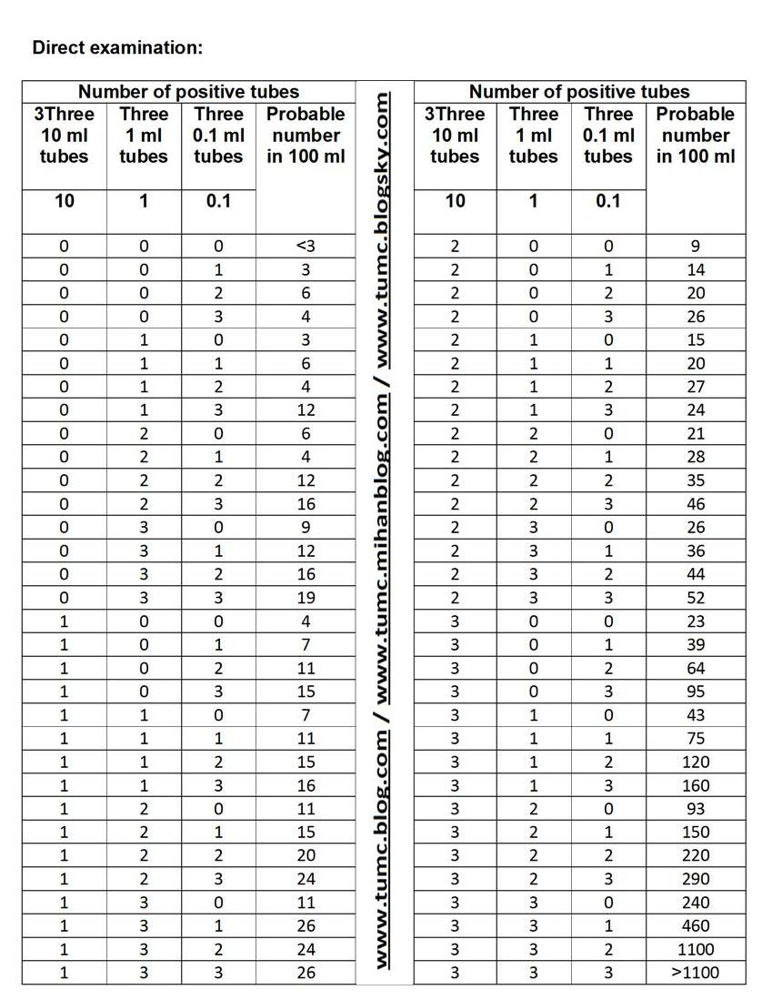 Direct examination:
Number of positive tubes
3Three 10 ml tubes Three 1 ml tubes Three 0.1 ml tubes Probable number in 100 ml
10 1 0.1
0 0 0 <3
0 0 1 3
0 0 2 6
0 0 3 4
0 1 0 3
0 1 1 6
0 1 2 4
0 1 3 12
0 2 0 6
0 2 1 4
0 2 2 12
0 2 3 16
0 3 0 9
0 3 1 12
0 3 2 16
0 3 3 19
1 0 0 4
1 0 1 7
1 0 2 11
1 0 3 15
1 1 0 7
1 1 1 11
1 1 2 15
1 1 3 16
1 2 0 11
1 2 1 15
1 2 2 20
1 2 3 24
1 3 0 11
1 3 1 26
1 3 2 24
1 3 3 26
www.tumc.blog.com / www.tumc.mihanblog.com / www.tumc.blogsky.com
Number of positive tubes
3Three 10 ml tubes Three 1 ml tubes Three 0.1 ml tubes Probable number in 100 ml
10 1 0.1
2 0 0 9
2 0 1 14
2 0 2 20
2 0 3 26
2 1 0 15
2 1 1 20
2 1 2 27
2 1 3 24
2 2 0 21
2 2 1 28
2 2 2 35
2 2 3 46
2 3 0 26
2 3 1 36
2 3 2 44
2 3 3 52
3 0 0 23
3 0 1 39
3 0 2 64
3 0 3 95
3 1 0 43
3 1 1 75
3 1 2 120
3 1 3 160
3 2 0 93
3 2 1 150
3 2 2 220
3 2 3 290
3 3 0 240
3 3 1 460
3 3 2 1100
3 3 3 >1100